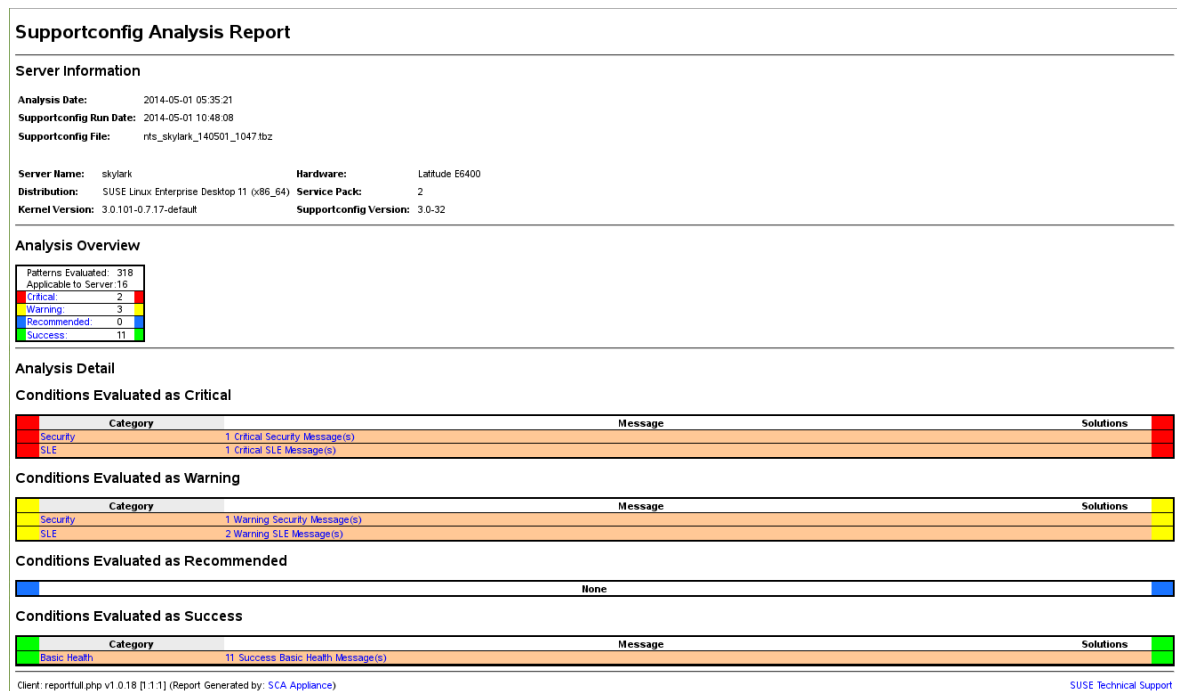 Supportconfig Analysis Report
Server Information
Analysis Date: 2014-05-01 05:35:21
Supportconfig Run Date: 2014-05-01 10:48:08
Supportconfig File: nts_skylark_140501_1047.tbz
Server Name: skylark Hardware: Latitude E6400
Distribution: SUSE Linux Enterprise Desktop 11 (x86_64) Service Pack: 2
Kernel Version: 3.0.101-0.7.17-default Supportconfig Version: 3.0-32
Analysis Overview
Patterns Evaluated: 318
Applicable to Server: 16
Critical: 2
Warning: 3
Recommended: 0
Success: 11
Analysis Detail
Conditions Evaluated as Critical
Category Message Solutions
Security 1 Critical Security Message(s)
SLE 1 Critical SLE Message(s)
Conditions Evaluated as Warning
Category Message Solutions
Security 1 Warning Security Message(s)
SLE 2 Warning SLE Message(s)
Conditions Evaluated as Recommended
None
Conditions Evaluated as Success
Category Message Solutions
Basic Health 11 Success Basic Health Message(s)
Client: reportfull.php v1.0.18 [1:1:1] (Report Generated by: SCA Appliance) SUSE Technical Support